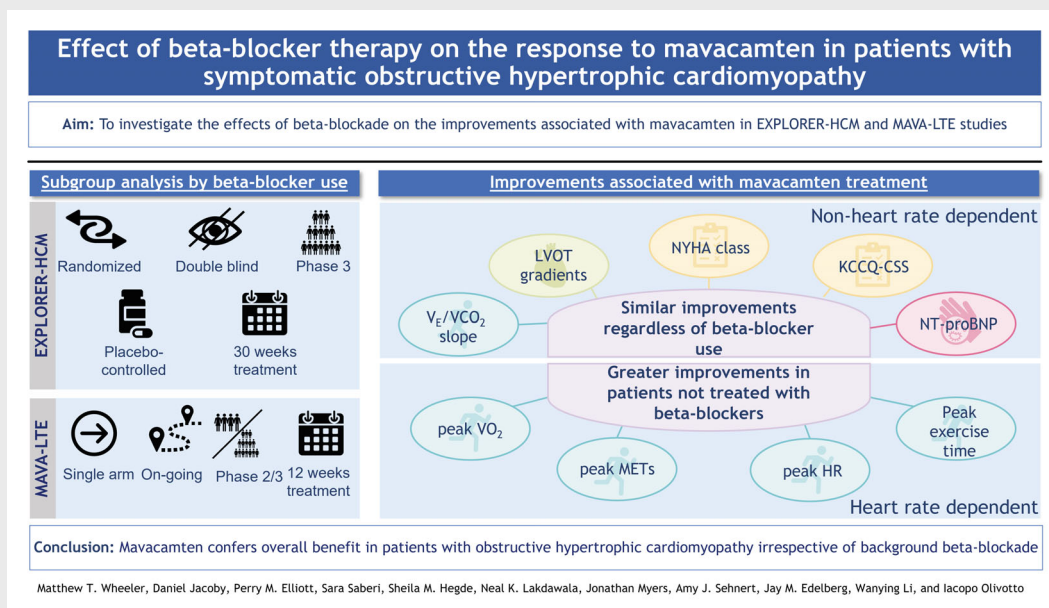 Effect of beta-blocker therapy on the response to mavacamten in patients with
symptomatic obstructive hypertrophic cardiomyopathy
Aim: To investigate the effects of beta-blockade on the improvements associated with mavacamten in EXPLORER-HCM and MAVA-LTE studies
Subgroup analysis by beta-blocker use
EXPLORER-HCM
Randomized
Double blind
Phase 3
Placebo-
controlled
30 weeks
treatment
MAVA-LTE
Single arm
On-going
Phase 2/3
12 weeks
treatment
Improvements associated with mavacamten treatment
Non-heart rate dependent
LVOT
gradients
NYHA class
KCCQ-CSS
V_E/VCO₂
slope
NT-proBNP
Similar improvements
regardless of beta-blocker
use
Greater improvements in
patients not treated with
beta-blockers
peak VO₂
peak METs
peak HR
Peak
exercise
time
Heart rate dependent
Conclusion: Mavacamten confers overall benefit in patients with obstructive hypertrophic cardiomyopathy irrespective of background beta-blockade
Matthew T. Wheeler, Daniel Jacoby, Perry M. Elliott, Sara Saberi, Sheila M. Hegde, Neal K. Lakdawala, Jonathan Myers, Amy J. Sehnert, Jay M. Edelberg, Wanying Li, and Iacopo Olivotto